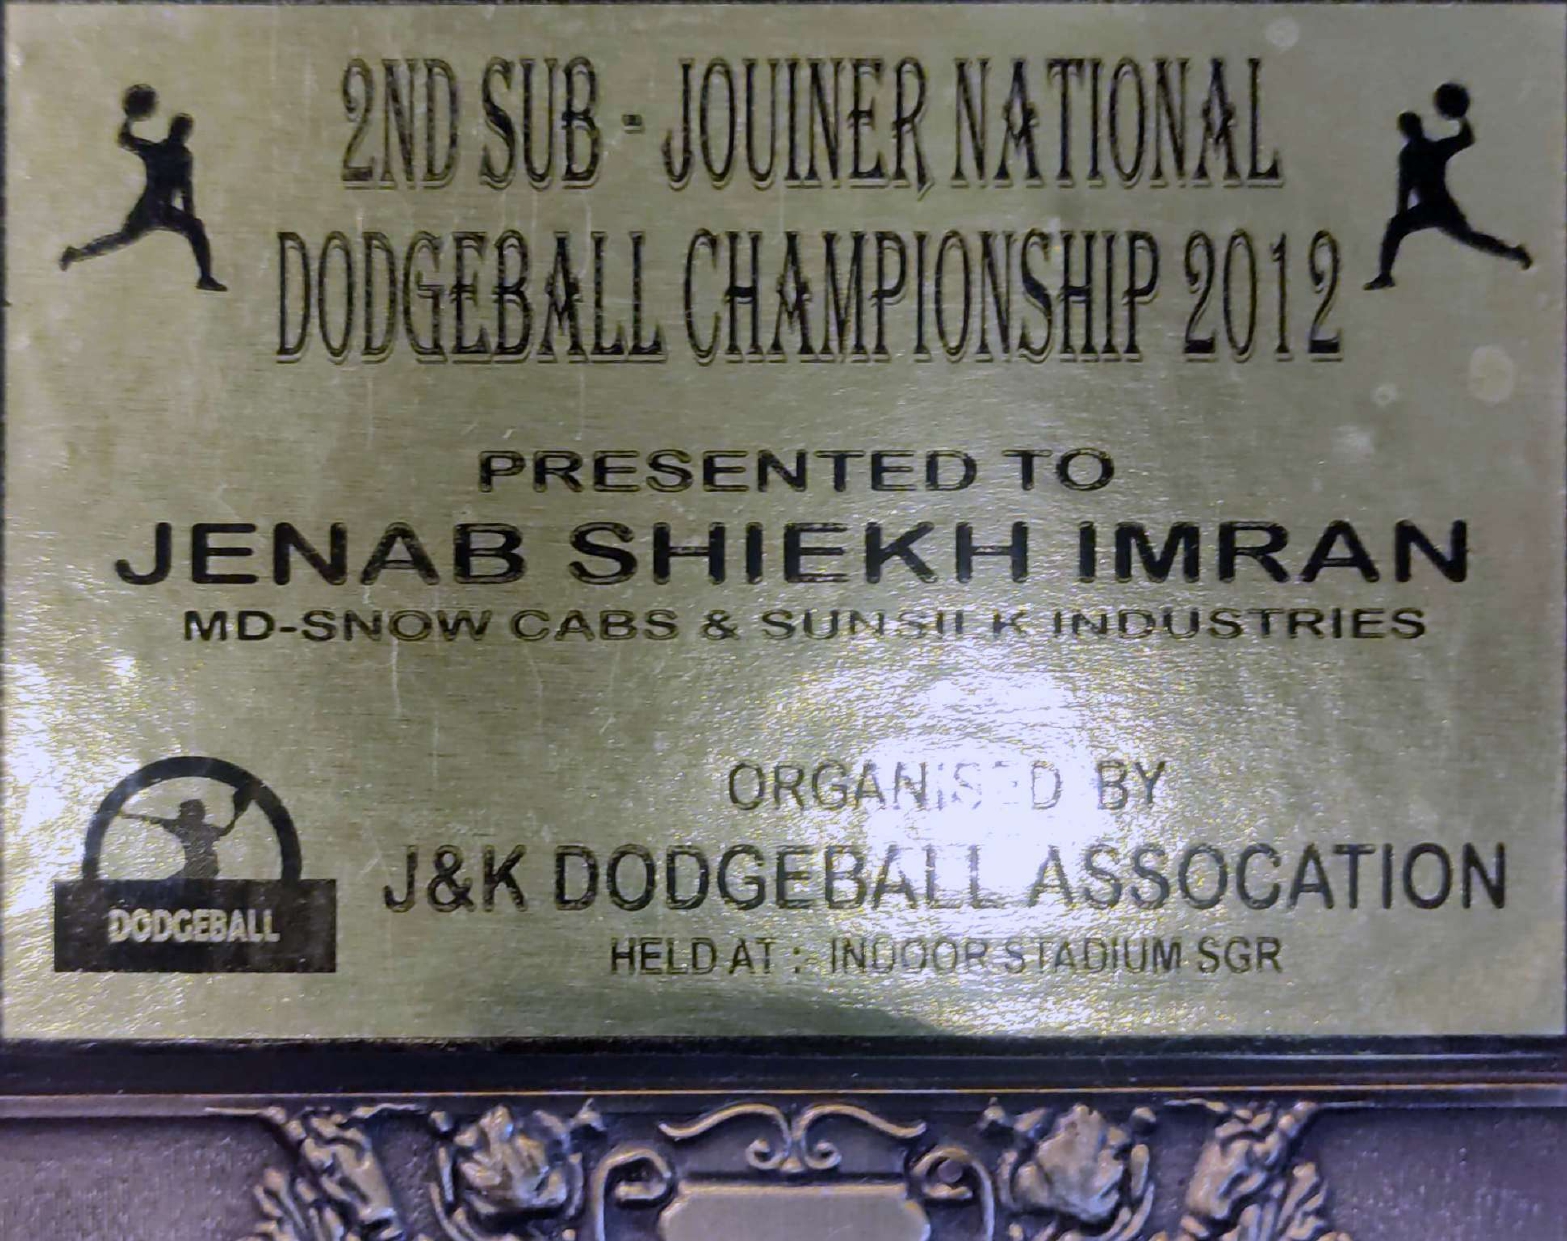 2ND SUB - JOUINER NATIONAL
DODGEBALL CHAMPIONSHIP 2012
PRESENTED TO
JENAB SHIEKH IMRAN
MD-SNOW CABS & SUNSILK INDUSTRIES
ORGANISED BY
J&K DODGEBALL ASSOCATION
HELD AT : INDOOR STADIUM SGR
DODGEBALL